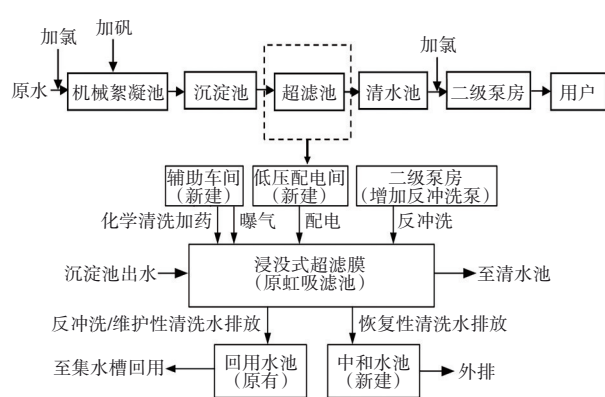 加氯
加矾
加氯
原水
机械絮凝池
沉淀池
超滤池
清水池
二级泵房
用户
辅助车间
(新建)
低压配电间
(新建)
二级泵房
(增加反冲洗泵)
化学清洗加药
曝气
配电
反冲洗
沉淀池出水
浸没式超滤膜
(原虹吸滤池)
至清水池
反冲洗/维护性清洗水排放
恢复性清洗水排放
至集水槽回用
回用水池
(原有)
中和水池
(新建)
外排